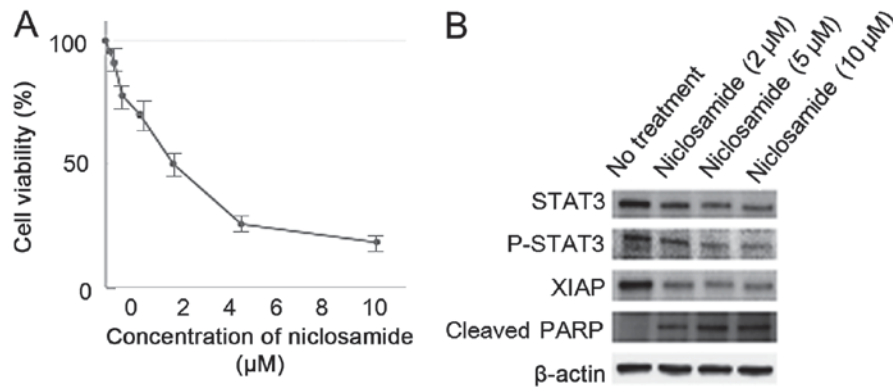 A
100
50
0
Cell viability (%)
0 2 4 6 8 10
Concentration of niclosamide
(µM)
B
No treatment
Niclosamide (2 µM)
Niclosamide (5 µM)
Niclosamide (10 µM)
STAT3
P-STAT3
XIAP
Cleaved PARP
β-actin